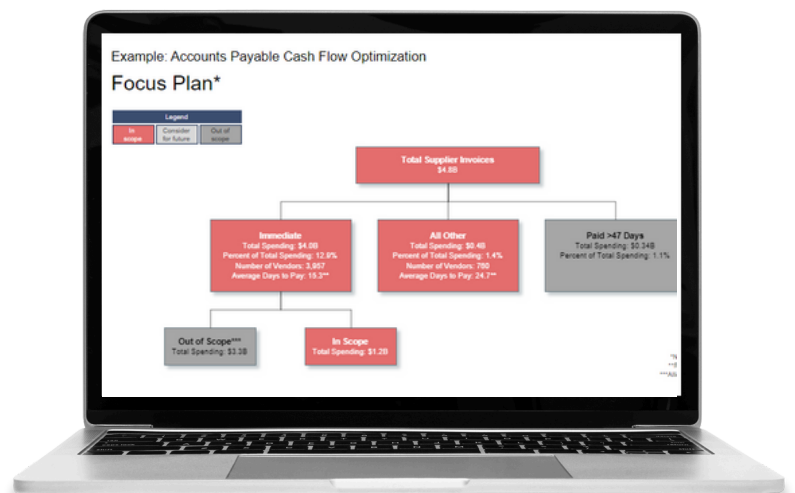 Example: Accounts Payable Cash Flow Optimization
Focus Plan*
Legend
In scope
Consider for future
Out of scope
Total Supplier Invoices
$4.8B
Immediate
Total Spending: $4.0B
Percent of Total Spending: 12.9%
Number of Vendors: 3,957
Average Days to Pay: 15.3**
All Other
Total Spending: $0.4B
Percent of Total Spending: 1.4%
Number of Vendors: 780
Average Days to Pay: 24.7**
Paid >47 Days
Total Spending: $0.34B
Percent of Total Spending: 1.1%
Out of Scope***
Total Spending: $3.3B
In Scope
Total Spending: $1.2B